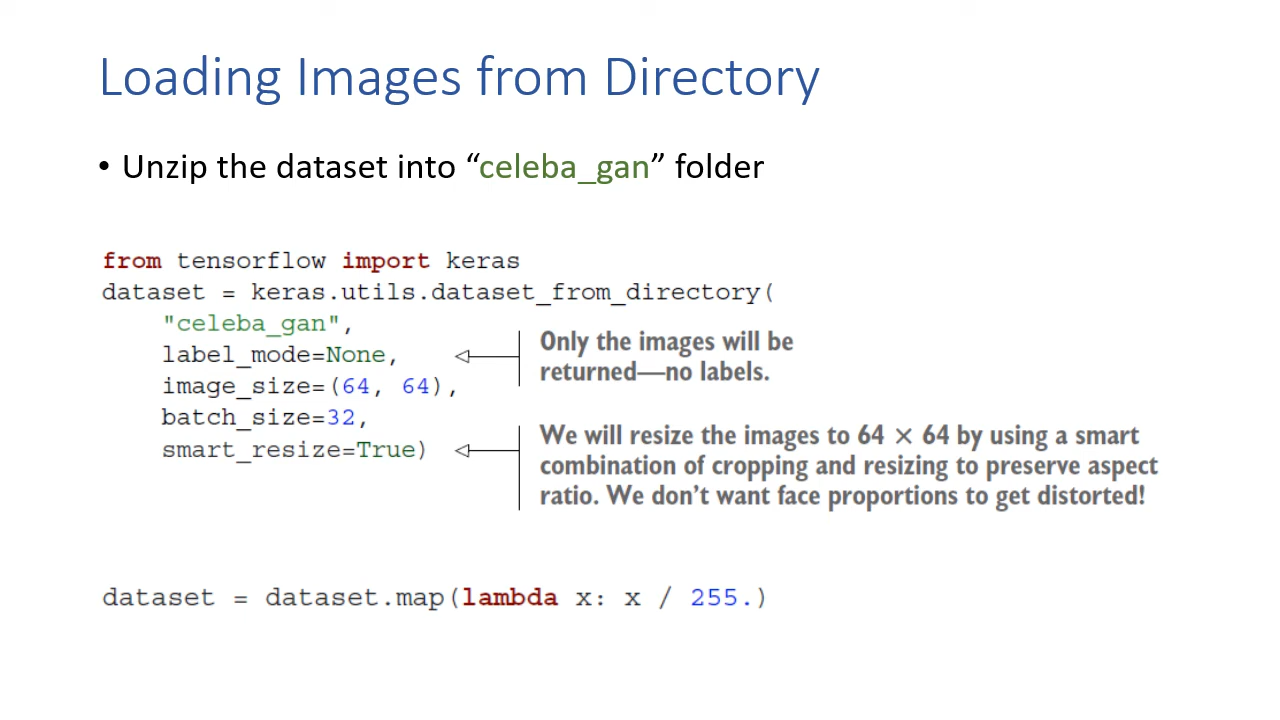 Loading Images from Directory
• Unzip the dataset into “celeba_gan” folder
from tensorflow import keras
dataset = keras.utils.dataset_from_directory(
"celeba_gan",
label_mode=None,
image_size=(64, 64),
batch_size=32,
smart_resize=True)
Only the images will be
returned—no labels.
We will resize the images to 64 × 64 by using a smart
combination of cropping and resizing to preserve aspect
ratio. We don’t want face proportions to get distorted!
dataset = dataset.map(lambda x: x / 255.)